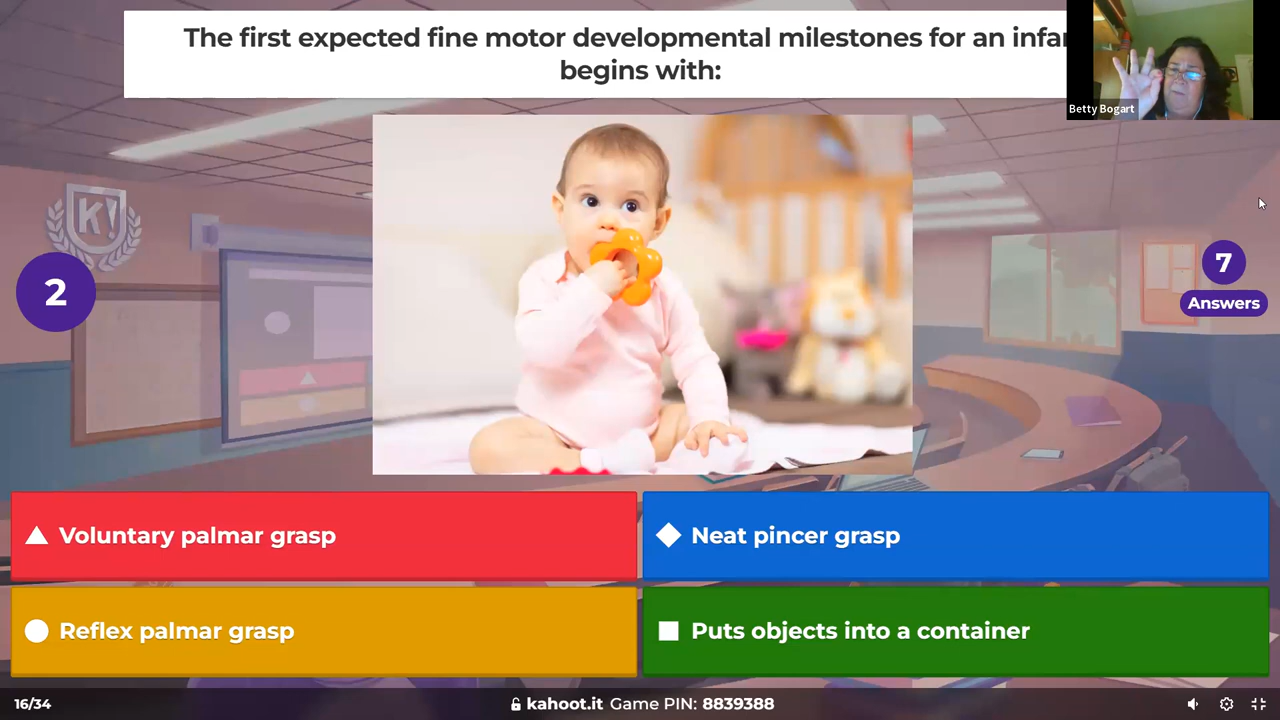 The first expected fine motor developmental milestones for an
begins with:
Betty Bogart
K!
2
7
Answers
Voluntary palmar grasp
Neat pincer grasp
Reflex palmar grasp
Puts objects into a container
16/34
kahoot.it Game PIN: 8839388